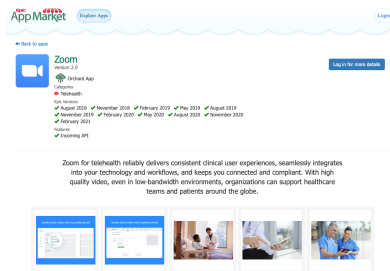 Epic
App Market
Explore Apps
Login
Back to apps
Zoom
Version 2.0
Log in for more details
Orchard App
Categories
Telehealth
Epic Versions
August 2018 November 2018 February 2019 May 2019 August 2019
November 2019 February 2020 May 2020 August 2020 November 2020
February 2021
Features
Incoming API
Zoom for telehealth reliably delivers consistent clinical user experiences, seamlessly integrates
into your technology and workflows, and keeps you connected and compliant. With high
quality video, even in low-bandwidth environments, organizations can support healthcare
teams and patients around the globe.